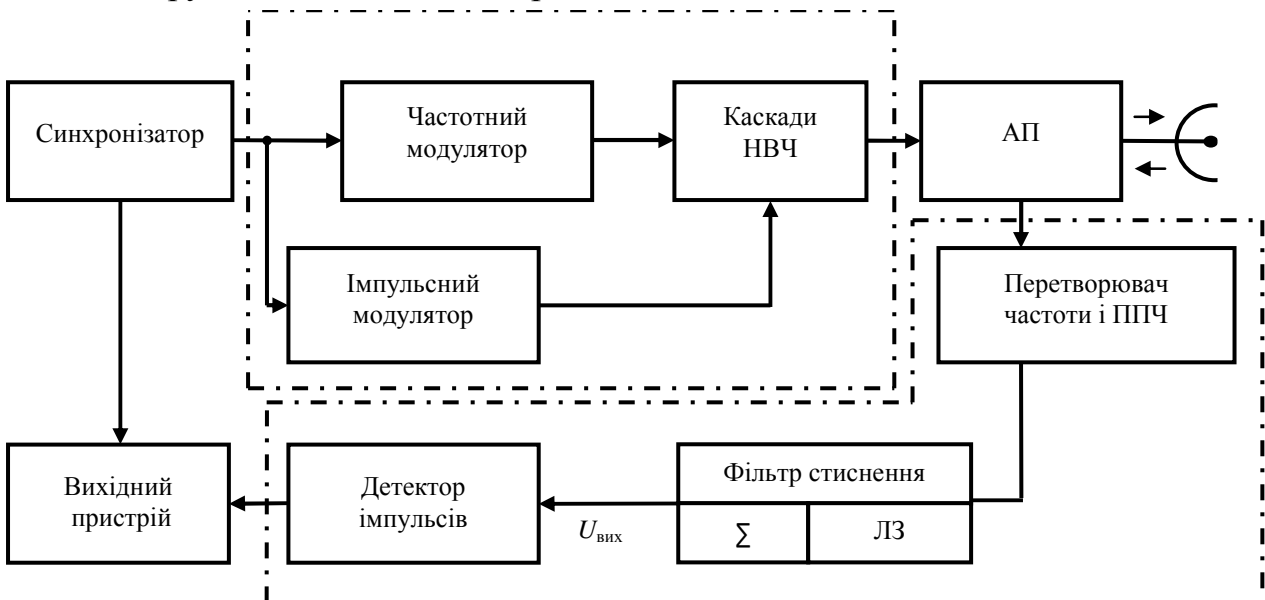 Синхронізатор
Частотний
модулятор
Каскади
НВЧ
АП
Імпульсний
модулятор
Перетворювач
частоти і ППЧ
Вихідний
пристрій
Детектор
імпульсів
Uвих
Фільтр стиснення
∑
ЛЗ